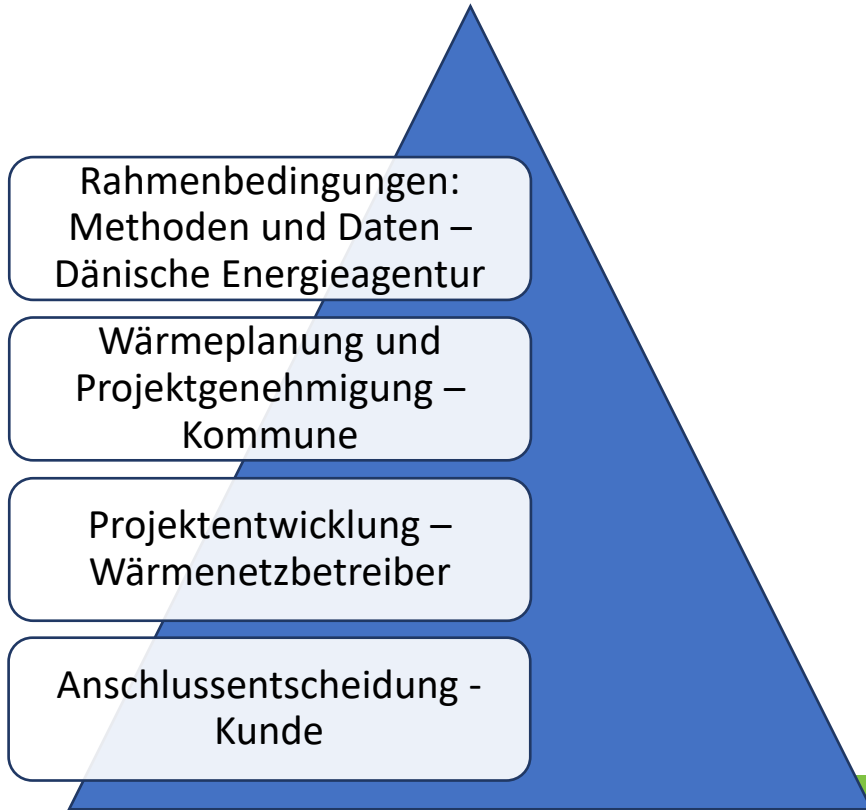 Rahmenbedingungen:
Methoden und Daten –
Dänische Energieagentur
Wärmeplanung und
Projektgenehmigung –
Kommune
Projektentwicklung –
Wärmenetzbetreiber
Anschlussentscheidung -
Kunde